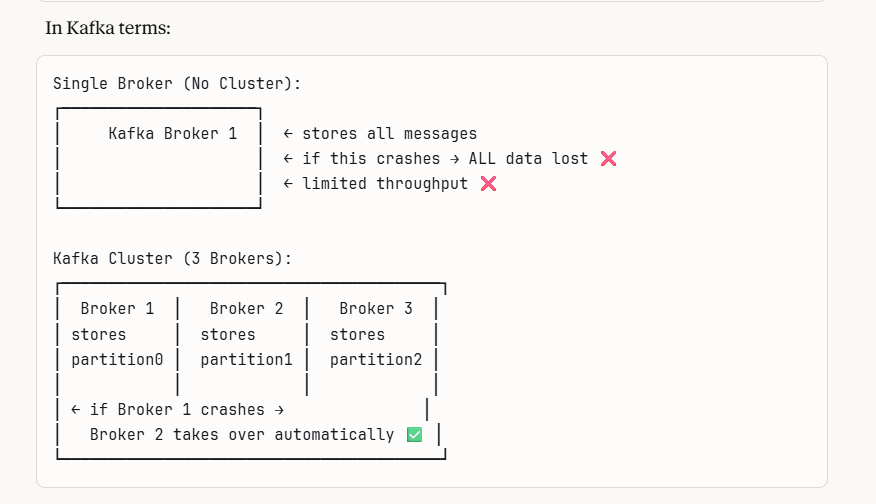 In Kafka terms:
Single Broker (No Cluster):
Kafka Broker 1 ← stores all messages
← if this crashes → ALL data lost ❌
← limited throughput ❌
Kafka Cluster (3 Brokers):
Broker 1 Broker 2 Broker 3
stores stores stores
partition0 partition1 partition2
← if Broker 1 crashes →
Broker 2 takes over automatically ✅